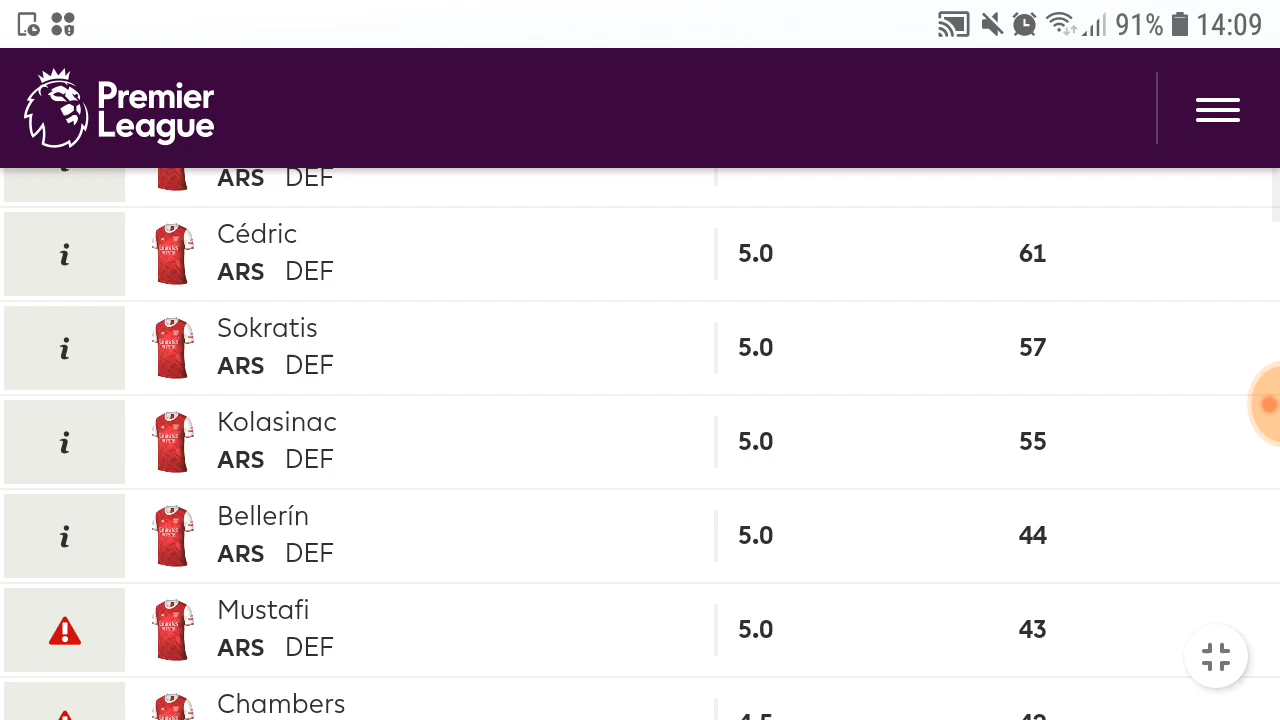 91% 14:09
Premier
League
ARS DEF
i Cédric
ARS DEF 5.0 61
i Sokratis
ARS DEF 5.0 57
i Kolasinac
ARS DEF 5.0 55
i Bellerín
ARS DEF 5.0 44
Mustafi
ARS DEF 5.0 43
Chambers